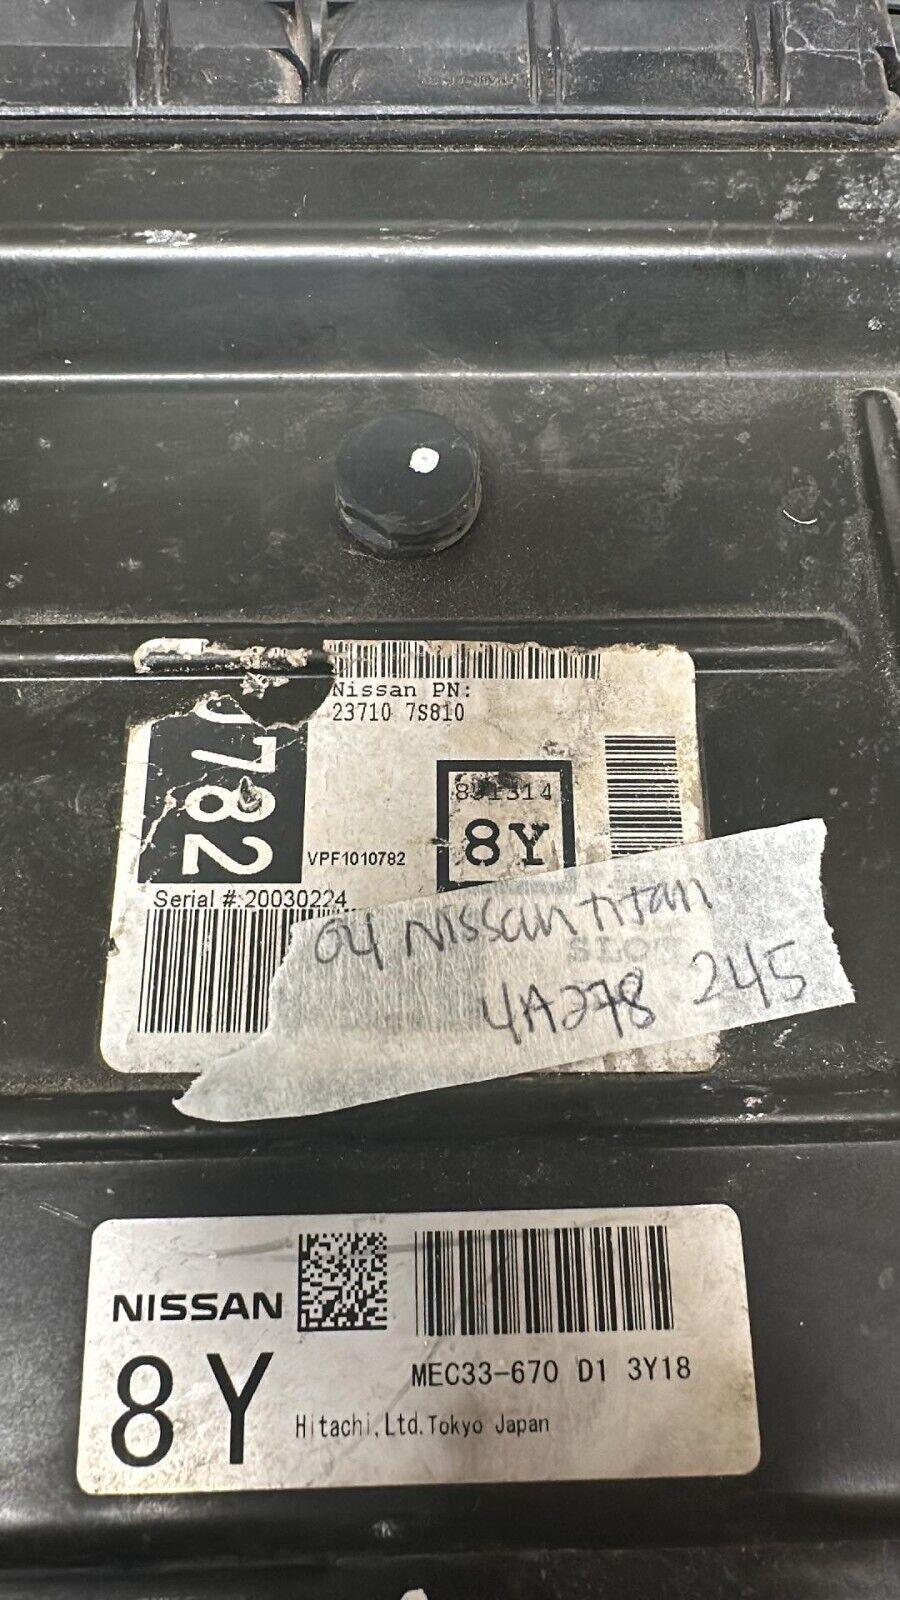 Nissan PN:
23710 7S810
782
8Y
VPF1010782
Serial #:20030224
04 Nissan titan
4A278 245
NISSAN
8Y
MEC33-670 D1 3Y18
Hitachi,Ltd.Tokyo Japan